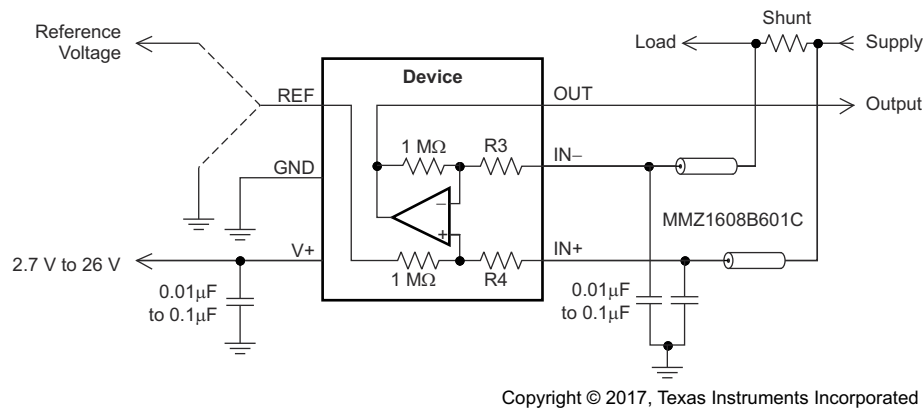 Shunt
Reference
Voltage
Load
Supply
Device
REF
OUT
Output
1 MΩ
R3
IN−
GND
−
MMZ1608B601C
+
V+
IN+
2.7 V to 26 V
1 MΩ
R4
0.01μF
to 0.1μF
0.01μF
to 0.1μF
Copyright © 2017, Texas Instruments Incorporated